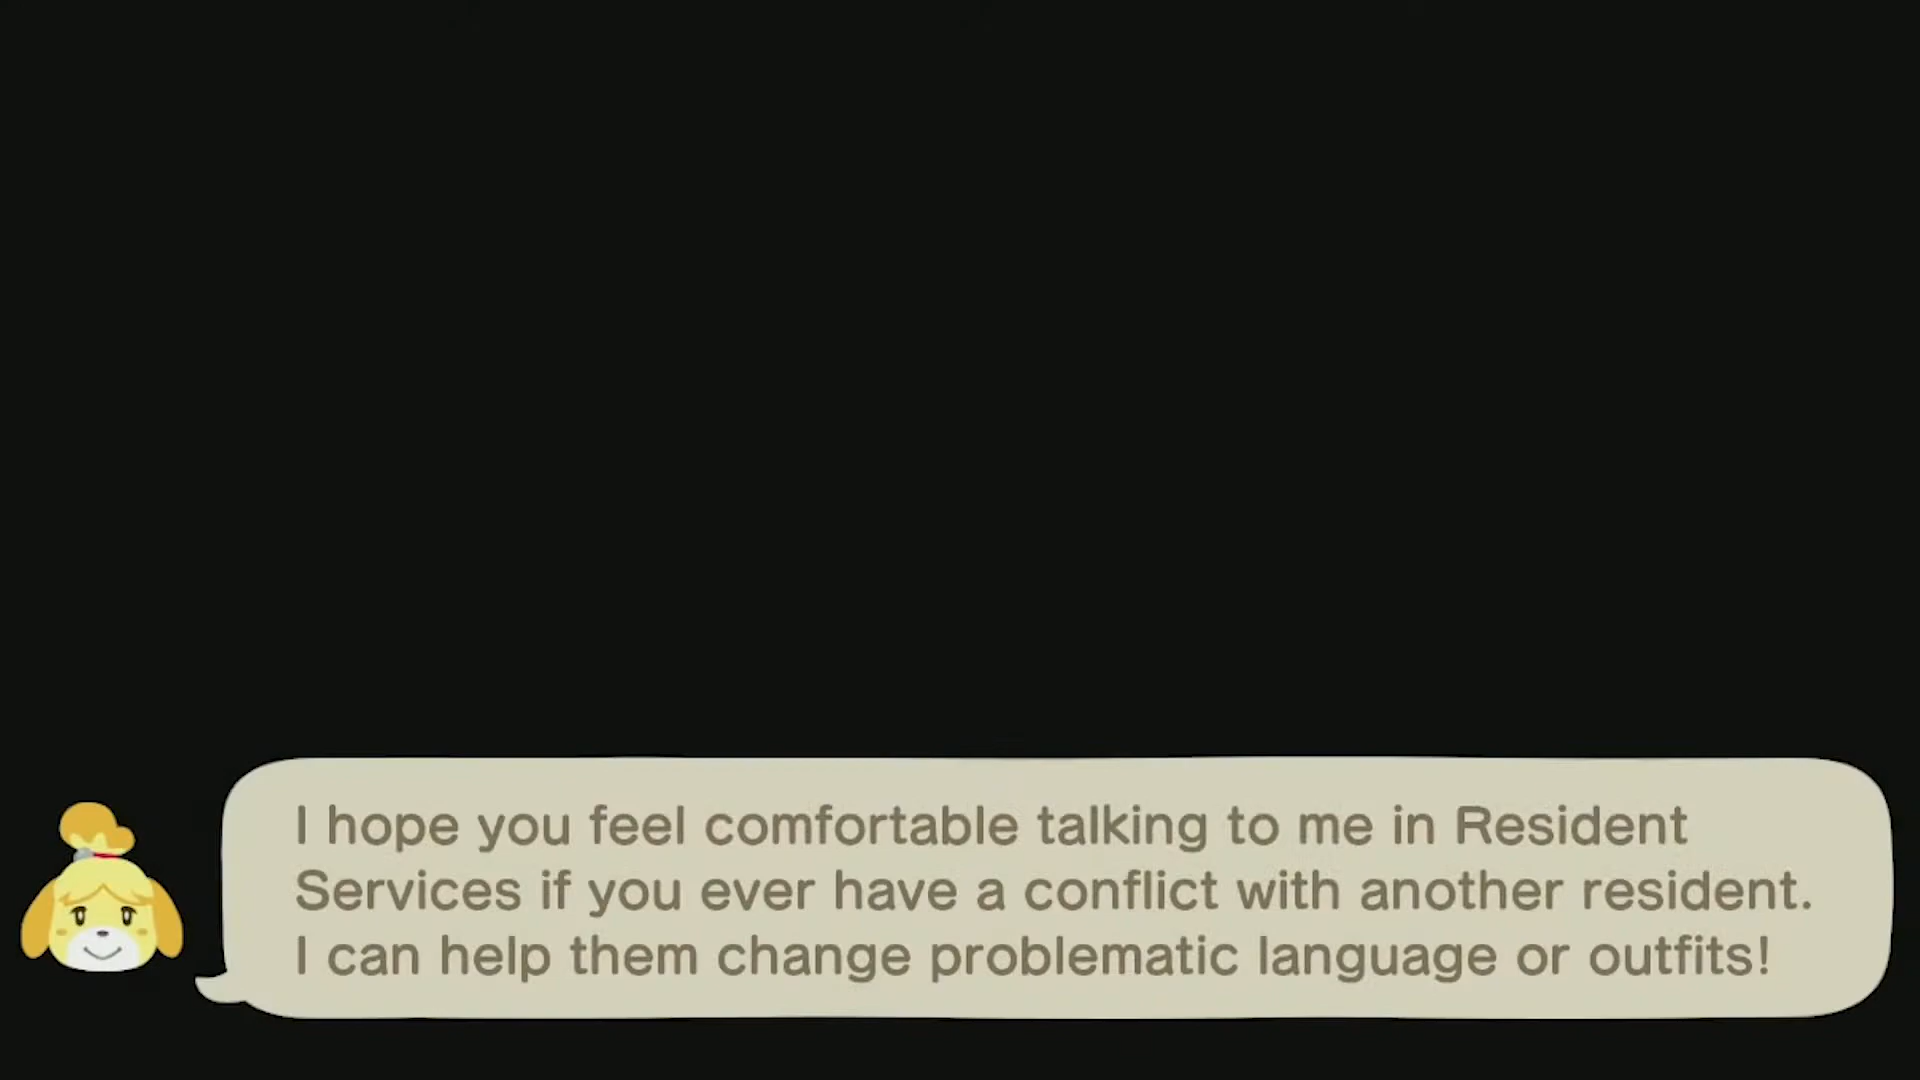 I hope you feel comfortable talking to me in Resident
Services if you ever have a conflict with another resident.
I can help them change problematic language or outfits!